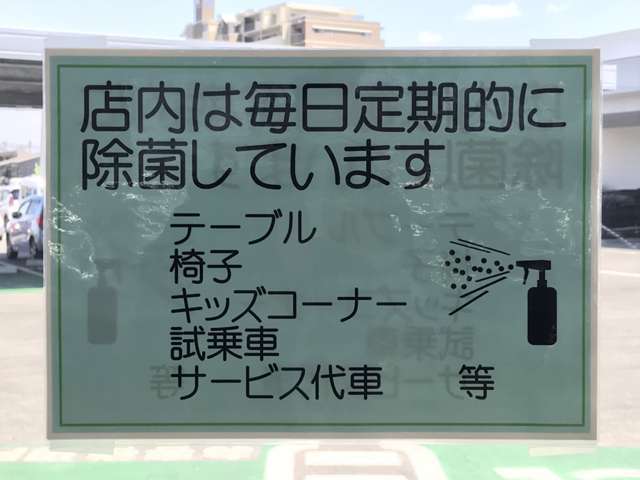 店内は毎日定期的に
除菌しています
テーブル
椅子
キッズコーナー
試乗車
サービス代車 等